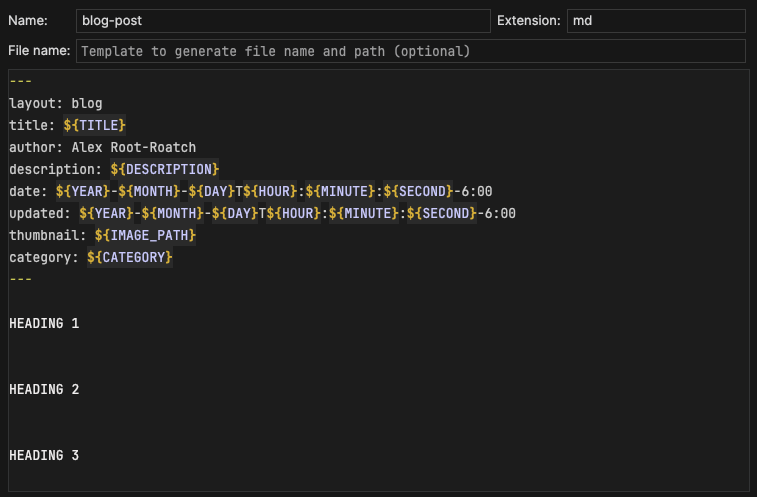 Name: blog-post Extension: md
File name: Template to generate file name and path (optional)
---
layout: blog
title: ${TITLE}
author: Alex Root-Roatch
description: ${DESCRIPTION}
date: ${YEAR}-${MONTH}-${DAY}T${HOUR}:${MINUTE}:${SECOND}-6:00
updated: ${YEAR}-${MONTH}-${DAY}T${HOUR}:${MINUTE}:${SECOND}-6:00
thumbnail: ${IMAGE_PATH}
category: ${CATEGORY}
---
HEADING 1
HEADING 2
HEADING 3